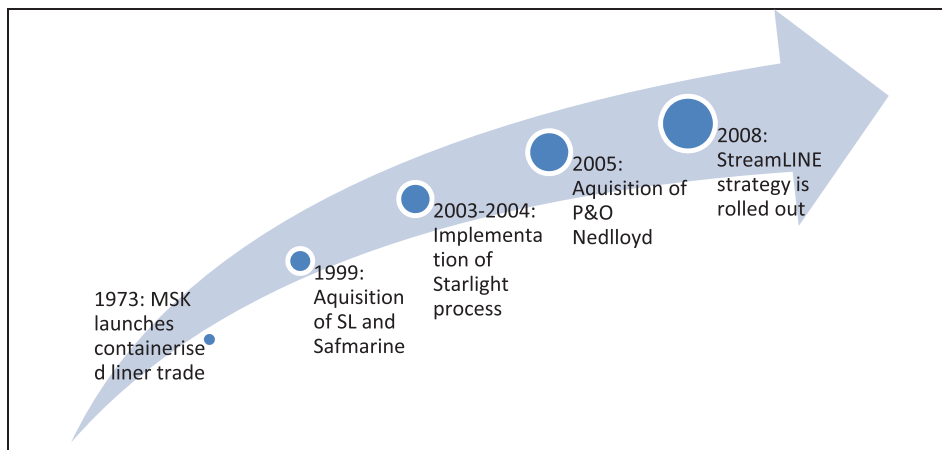 1973: MSK
launches
containerise
d liner trade
1999:
Aquisition
of SL and
Safmarine
2003-2004:
Implementa
tion of
Starlight
process
2005:
Aquisition of
P&O
Nedlloyd
2008:
StreamLINE
strategy is
rolled out